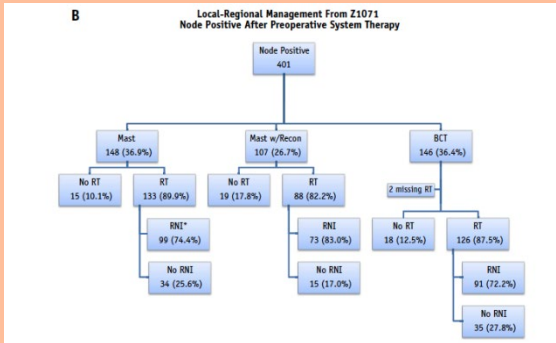 B
Local-Regional Management From Z1071
Node Positive After Preoperative System Therapy
Node Positive
401
Mast
148 (36.9%)
Mast w/Recon
107 (26.7%)
BCT
146 (36.4%)
2 missing RT
No RT
15 (10.1%)
RT
133 (89.9%)
No RT
19 (17.8%)
RT
88 (82.2%)
No RT
18 (12.5%)
RT
126 (87.5%)
RNI*
99 (74.4%)
RNI
73 (83.0%)
RNI
91 (72.2%)
No RNI
34 (25.6%)
No RNI
15 (17.0%)
No RNI
35 (27.8%)